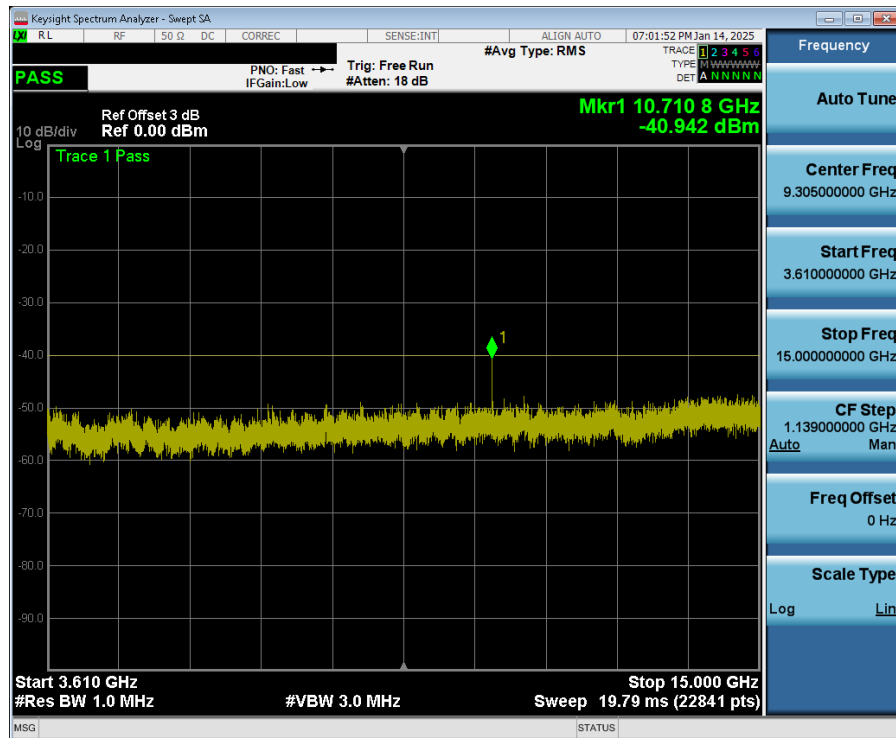 Keysight Spectrum Analyzer - Swept SA
LXI RL RF 50 Ω DC CORREC SENSE:INT ALIGN AUTO 07:01:52 PM Jan 14, 2025
#Avg Type: RMS TRACE 1 2 3 4 5 6
PNO: Fast Trig: Free Run TYPE M W W W W W
PASS IFGain:Low #Atten: 18 dB DET A N N N N N
Ref Offset 3 dB Mkr1 10.710 8 GHz
10 dB/div Ref 0.00 dBm -40.942 dBm
Log
Trace 1 Pass
-10.0
-20.0
-30.0
1
-40.0
-50.0
-60.0
-70.0
-80.0
-90.0
Start 3.610 GHz Stop 15.000 GHz
#Res BW 1.0 MHz #VBW 3.0 MHz Sweep 19.79 ms (22841 pts)
MSG STATUS
Frequency
Auto Tune
Center Freq
9.305000000 GHz
Start Freq
3.610000000 GHz
Stop Freq
15.000000000 GHz
CF Step
1.139000000 GHz
Auto Man
Freq Offset
0 Hz
Scale Type
Log Lin